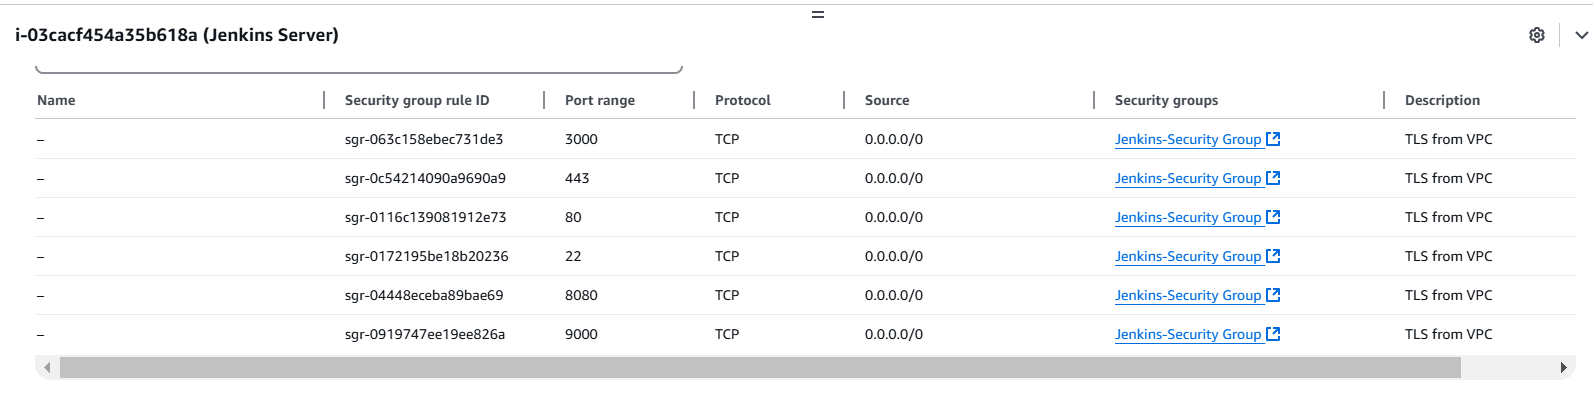 i-03cacf454a35b618a (Jenkins Server)
Name Security group rule ID Port range Protocol Source Security groups Description
– sgr-063c158ebec731de3 3000 TCP 0.0.0.0/0 Jenkins-Security Group TLS from VPC
– sgr-0c54214090a9690a9 443 TCP 0.0.0.0/0 Jenkins-Security Group TLS from VPC
– sgr-0116c139081912e73 80 TCP 0.0.0.0/0 Jenkins-Security Group TLS from VPC
– sgr-0172195be18b20236 22 TCP 0.0.0.0/0 Jenkins-Security Group TLS from VPC
– sgr-04448eceba89bae69 8080 TCP 0.0.0.0/0 Jenkins-Security Group TLS from VPC
– sgr-0919747ee19ee826a 9000 TCP 0.0.0.0/0 Jenkins-Security Group TLS from VPC